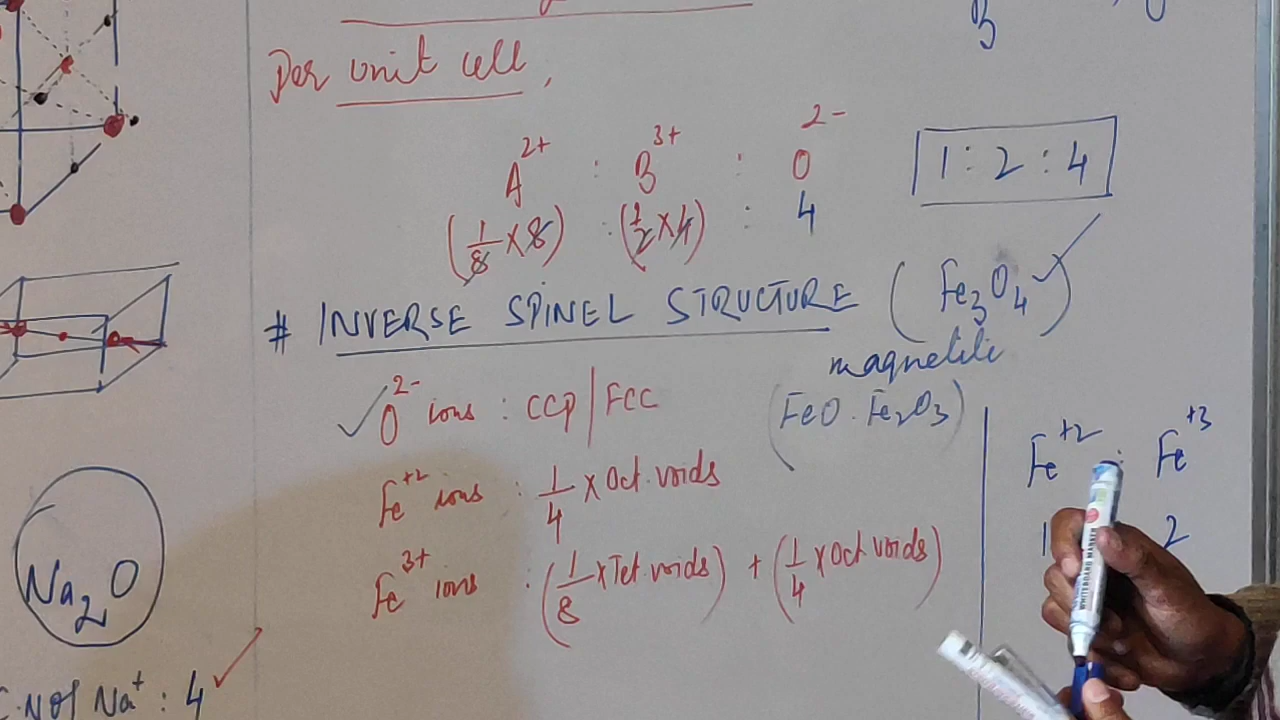 Per unit cell,
A²⁺ : B³⁺ : O²⁻
(1/8 × 8) : (1/2 × 4) : 4
1 : 2 : 4
# INVERSE SPINEL STRUCTURE (Fe₃O₄)
magnetite
(FeO. Fe₂O₃)
O²⁻ ions : CCP/FCC
Fe⁺² ions : 1/4 × Oct. voids
Fe³⁺ ions : (1/8 × Tet. voids) + (1/4 × Oct voids)
Fe⁺² : Fe⁺³
1 2
WHITEBOARD MARKER
Na₂O
C.N of Na⁺ : 4